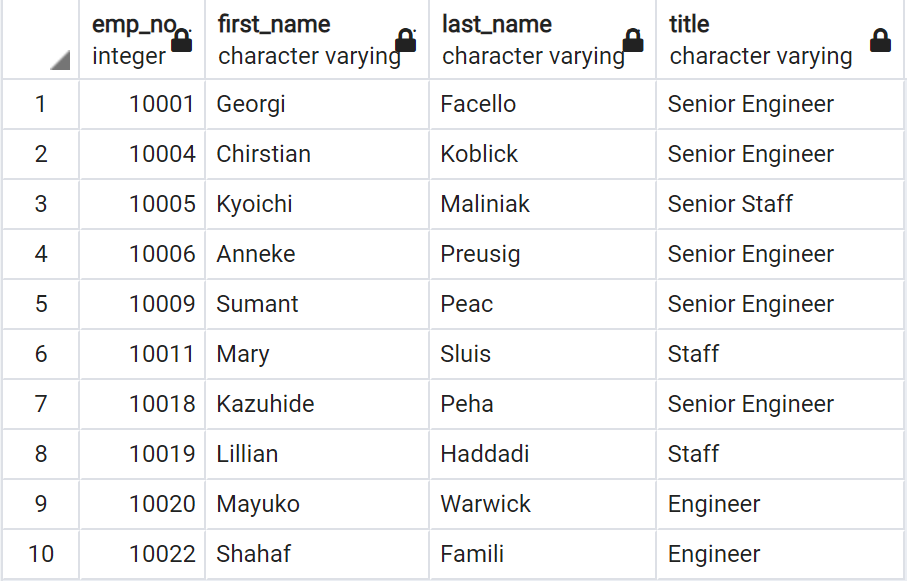 emp_no first_name last_name title
integer character varying character varying character varying
1 10001 Georgi Facello Senior Engineer
2 10004 Chirstian Koblick Senior Engineer
3 10005 Kyoichi Maliniak Senior Staff
4 10006 Anneke Preusig Senior Engineer
5 10009 Sumant Peac Senior Engineer
6 10011 Mary Sluis Staff
7 10018 Kazuhide Peha Senior Engineer
8 10019 Lillian Haddadi Staff
9 10020 Mayuko Warwick Engineer
10 10022 Shahaf Famili Engineer